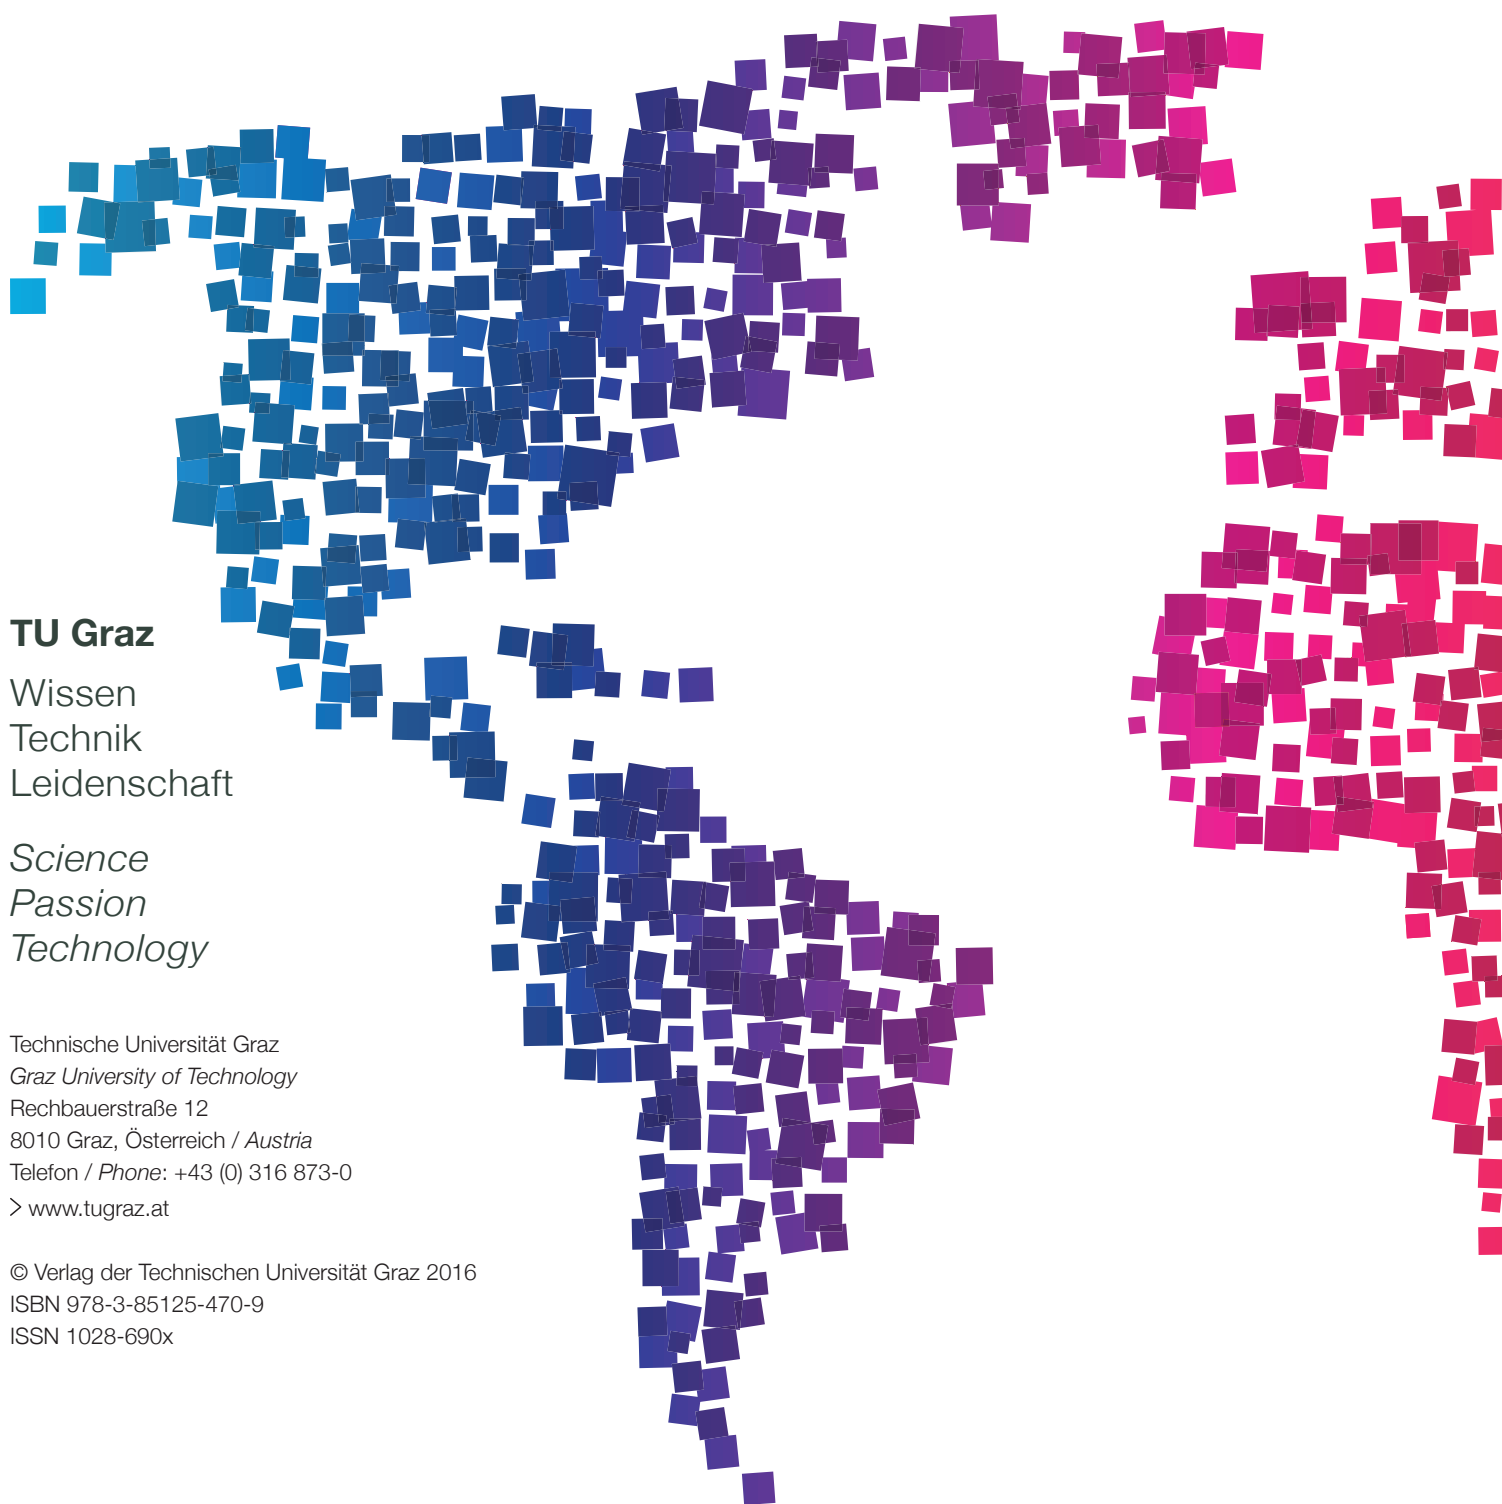 TU Graz
Wissen
Technik
Leidenschaft
Science
Passion
Technology
Technische Universität Graz
Graz University of Technology
Rechbauerstraße 12
8010 Graz, Österreich / Austria
Telefon / Phone: +43 (0) 316 873-0
> www.tugraz.at
© Verlag der Technischen Universität Graz 2016
ISBN 978-3-85125-470-9
ISSN 1028-690x